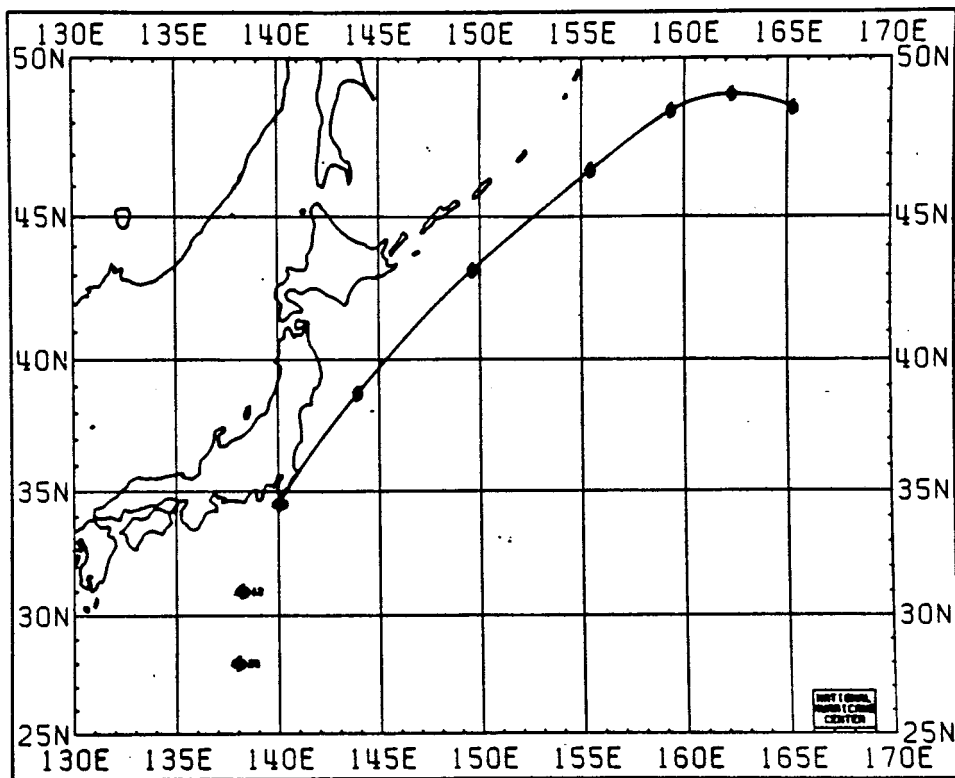 130E 135E 140E 145E 150E 155E 160E 165E 170E
50N 50N
45N 45N
40N 40N
35N 35N
30N 30N
25N 25N
NATIONAL
HURRICANE
CENTER
130E 135E 140E 145E 150E 155E 160E 165E 170E